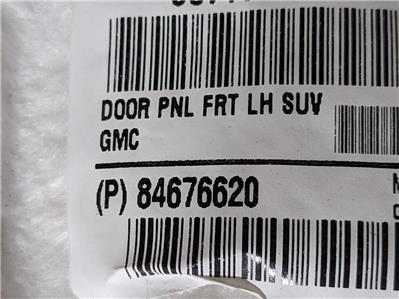 DOOR PNL FRT LH SUV
GMC
(P) 84676620